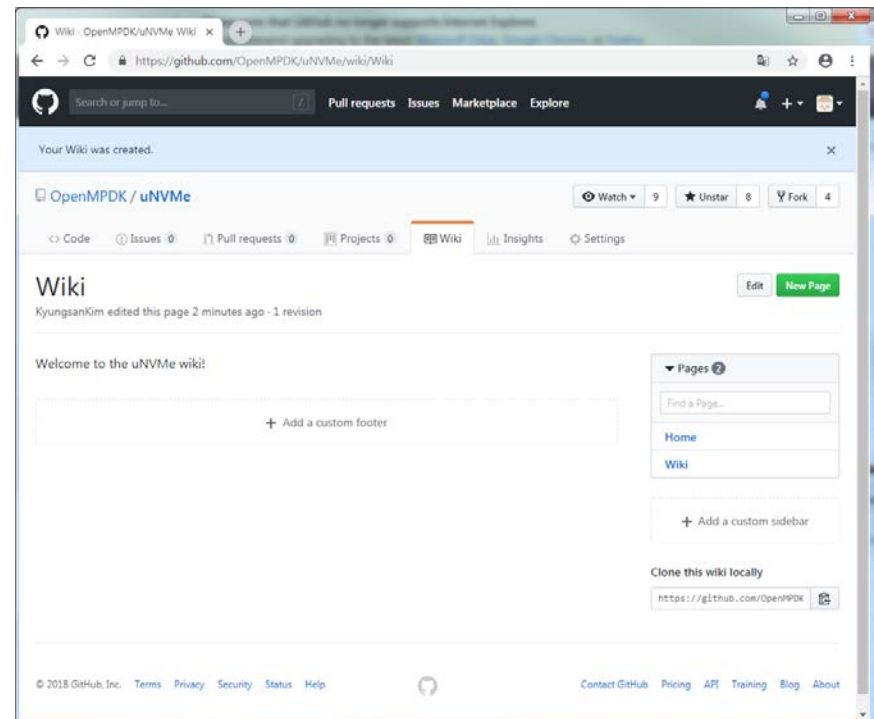 Wiki · OpenMPDK/uNVMe Wiki
https://github.com/OpenMPDK/uNVMe/wiki/Wiki
Search or jump to... / Pull requests Issues Marketplace Explore
Your Wiki was created.
OpenMPDK / uNVMe Watch 9 Unstar 8 Fork 4
Code Issues 0 Pull requests 0 Projects 0 Wiki Insights Settings
Wiki Edit New Page
KyungsanKim edited this page 2 minutes ago · 1 revision
Welcome to the uNVMe wiki!
+ Add a custom footer
Pages 2
Find a Page...
Home
Wiki
+ Add a custom sidebar
Clone this wiki locally
https://github.com/OpenMPDK
© 2018 GitHub, Inc. Terms Privacy Security Status Help Contact GitHub Pricing API Training Blog About